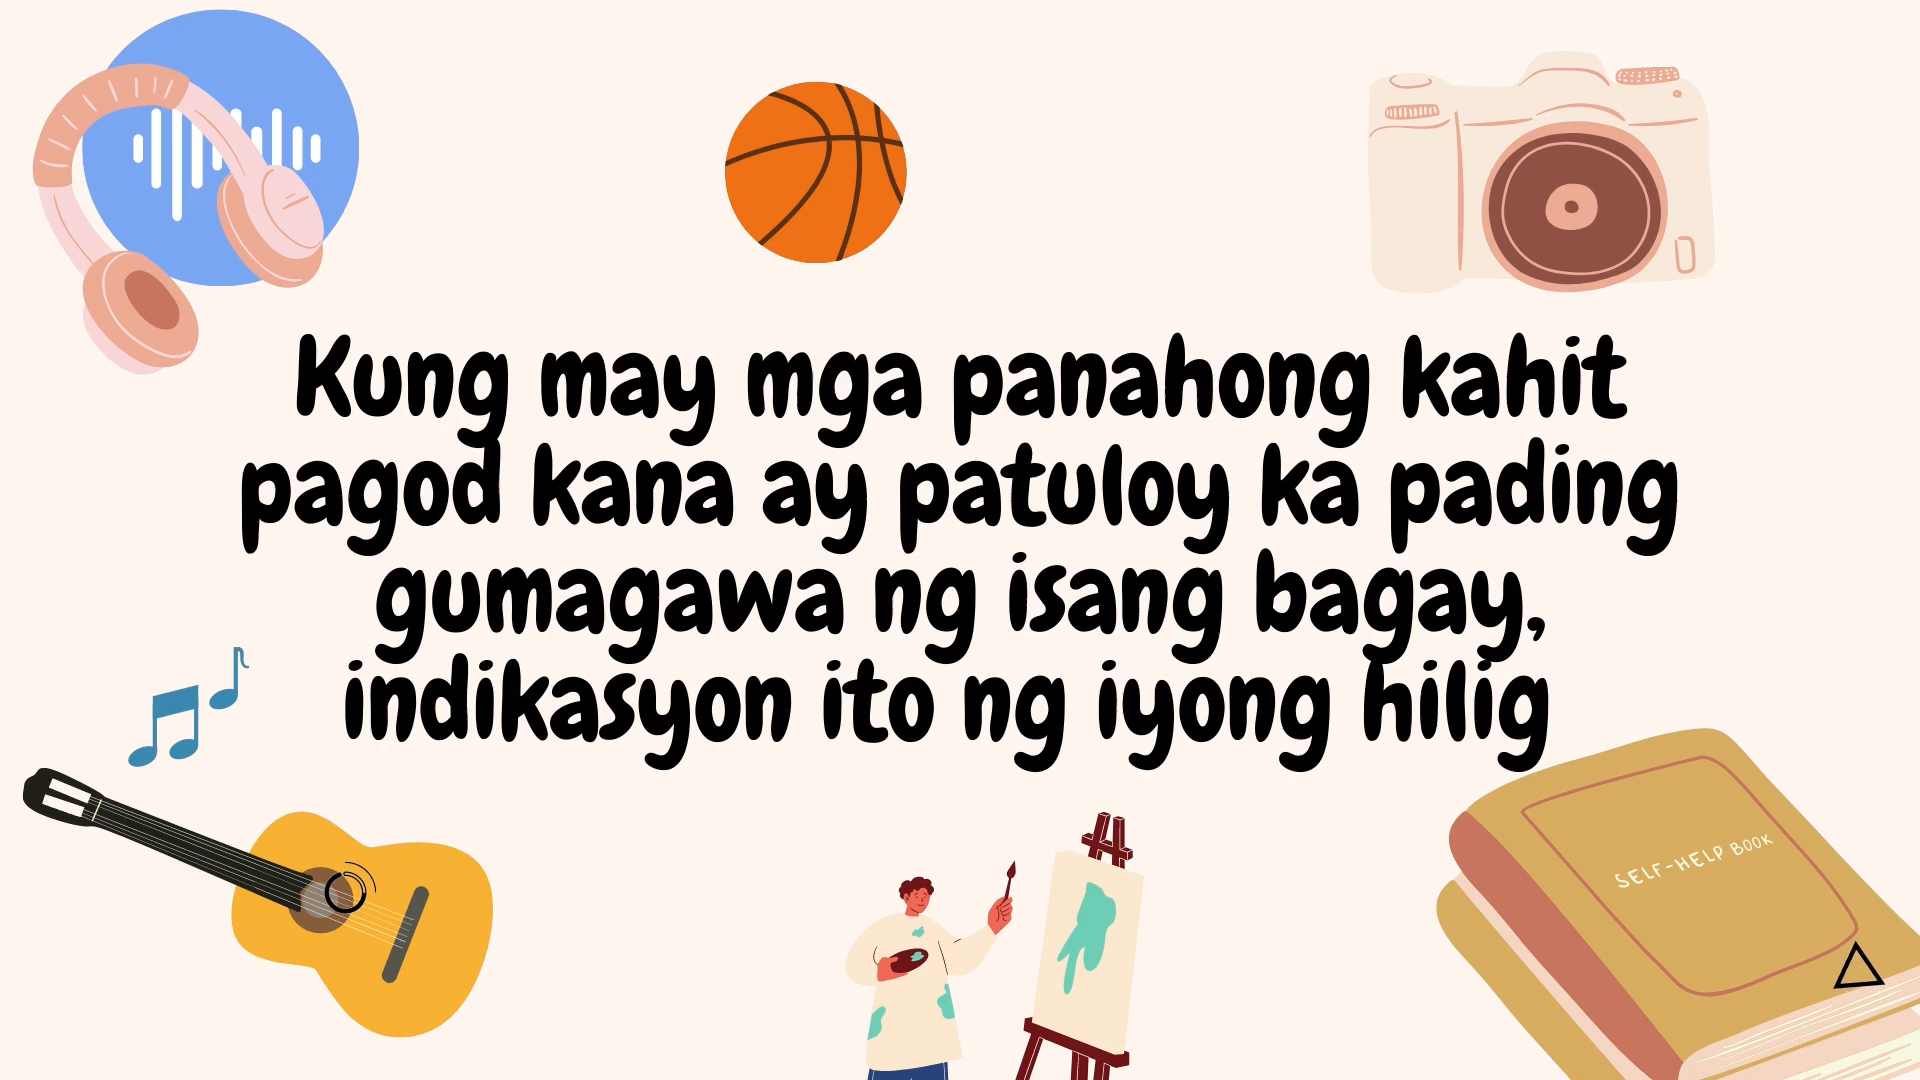 Kung may mga panahong kahit
pagod kana ay patuloy ka pading
gumagawa ng isang bagay,
indikasyon ito ng iyong hilig
SELF-HELP BOOK